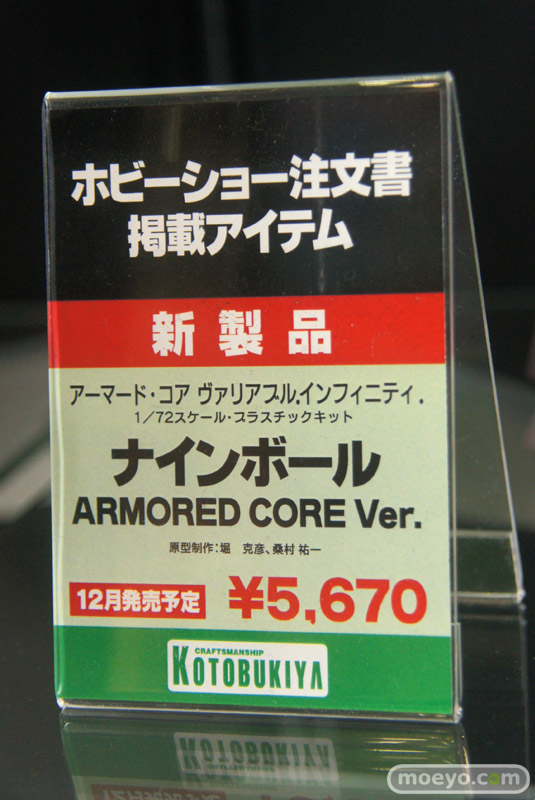 ホビーショー注文書
掲載アイテム
新製品
アーマード・コア ヴァリアブル.インフィニティ.
1/72スケール・プラスチックキット
ナインボール
ARMORED CORE Ver.
原型制作:堀 克彦、桑村 祐一
12月発売予定 ¥5,670
CRAFTSMANSHIP
KOTOBUKIYA
moeyo.com